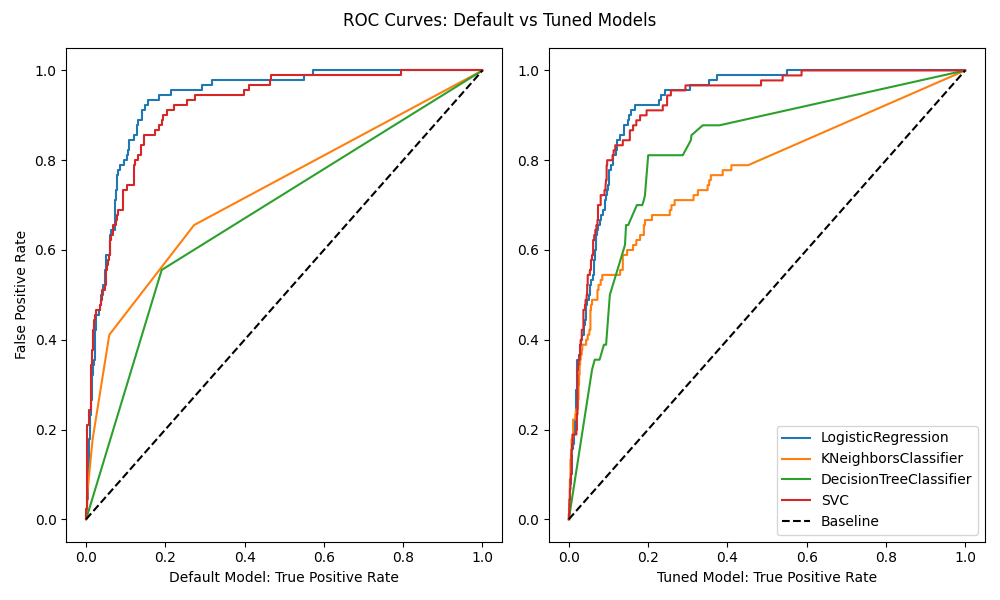 ROC Curves: Default vs Tuned Models
False Positive Rate
1.0
0.8
0.6
0.4
0.2
0.0
0.0 0.2 0.4 0.6 0.8 1.0
Default Model: True Positive Rate
1.0
0.8
0.6
0.4
0.2
0.0
LogisticRegression
KNeighborsClassifier
DecisionTreeClassifier
SVC
Baseline
0.0 0.2 0.4 0.6 0.8 1.0
Tuned Model: True Positive Rate